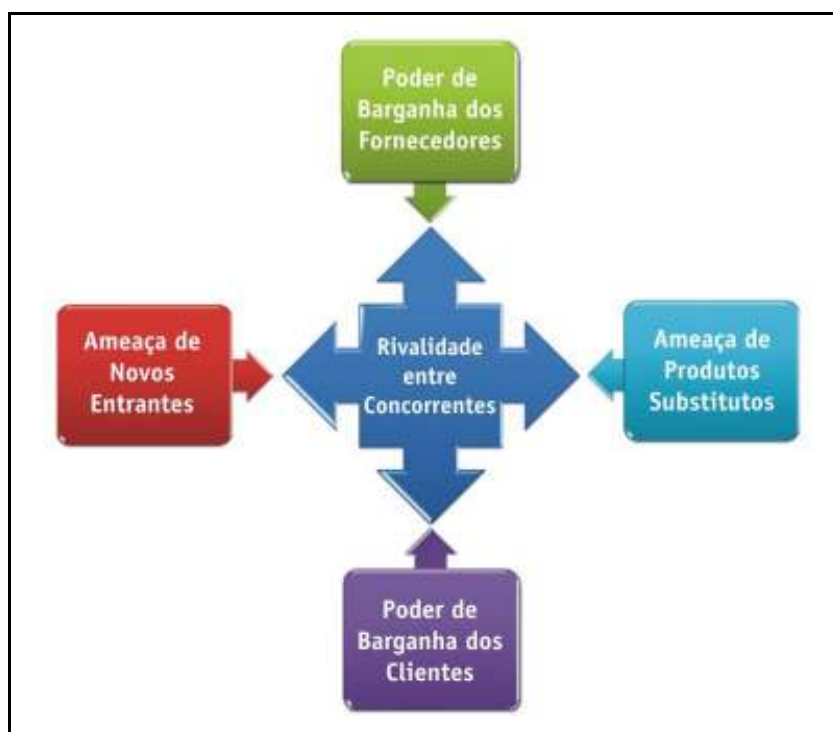 Poder de
Barganha dos
Fornecedores
Ameaça de
Novos
Entrantes
Rivalidade
entre
Concorrentes
Ameaça de
Produtos
Substitutos
Poder de
Barganha dos
Clientes